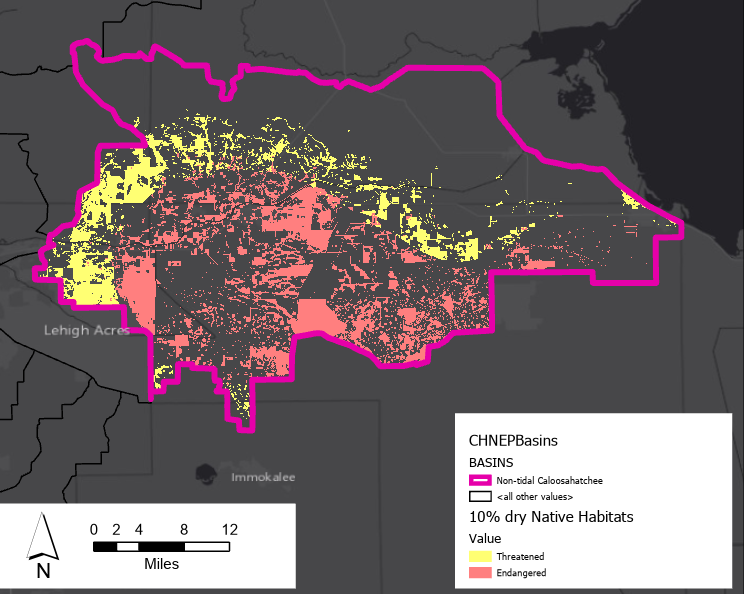 Lehigh Acres
Immokalee
0 2 4 8 12
Miles
N
CHNEPBasins
BASINS
Non-tidal Caloosahatchee
<all other values>
10% dry Native Habitats
Value
Threatened
Endangered